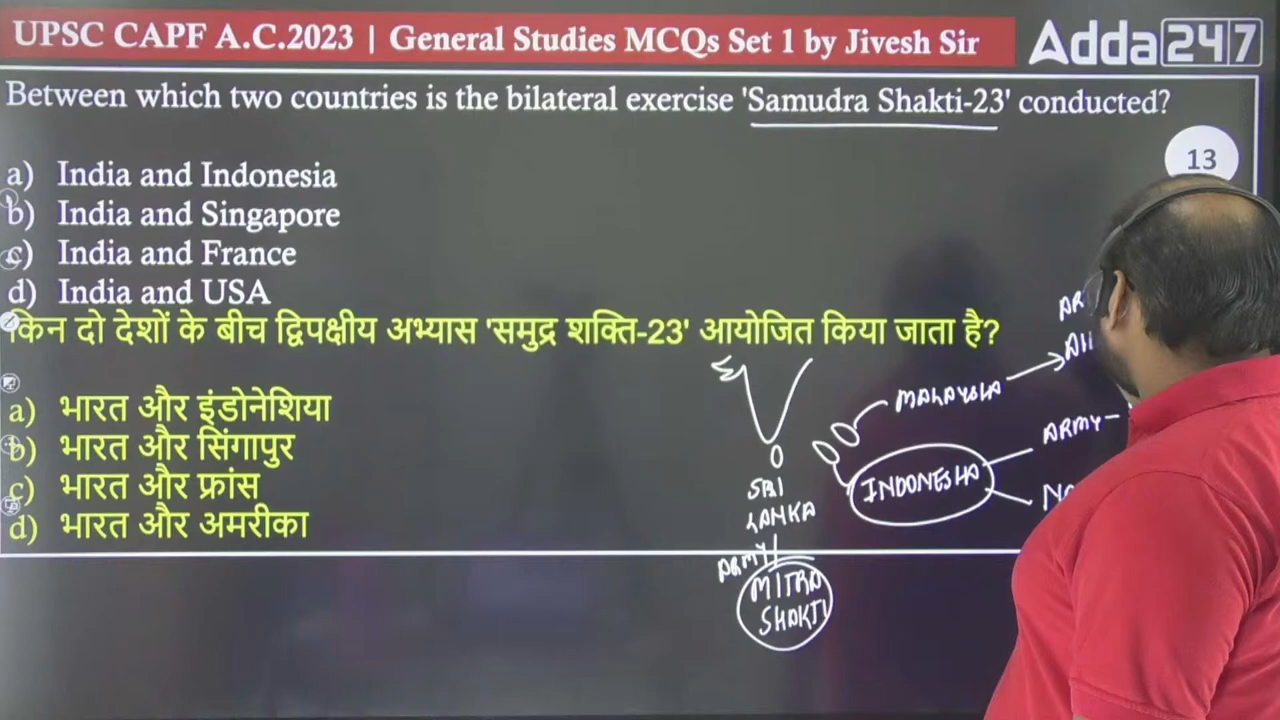 UPSC CAPF A.C.2023 | General Studies MCQs Set 1 by Jivesh Sir
Adda247
Between which two countries is the bilateral exercise 'Samudra Shakti-23' conducted?
13
a) India and Indonesia
b) India and Singapore
c) India and France
d) India and USA
किन दो देशों के बीच द्विपक्षीय अभ्यास 'समुद्र शक्ति-23' आयोजित किया जाता है?
a) भारत और इंडोनेशिया
b) भारत और सिंगापुर
c) भारत और फ्रांस
d) भारत और अमरीका
MALAYSIA
ARMY-
INDONESHIA
SRI
LANKA
ARMY
MITRA
SHAKTI